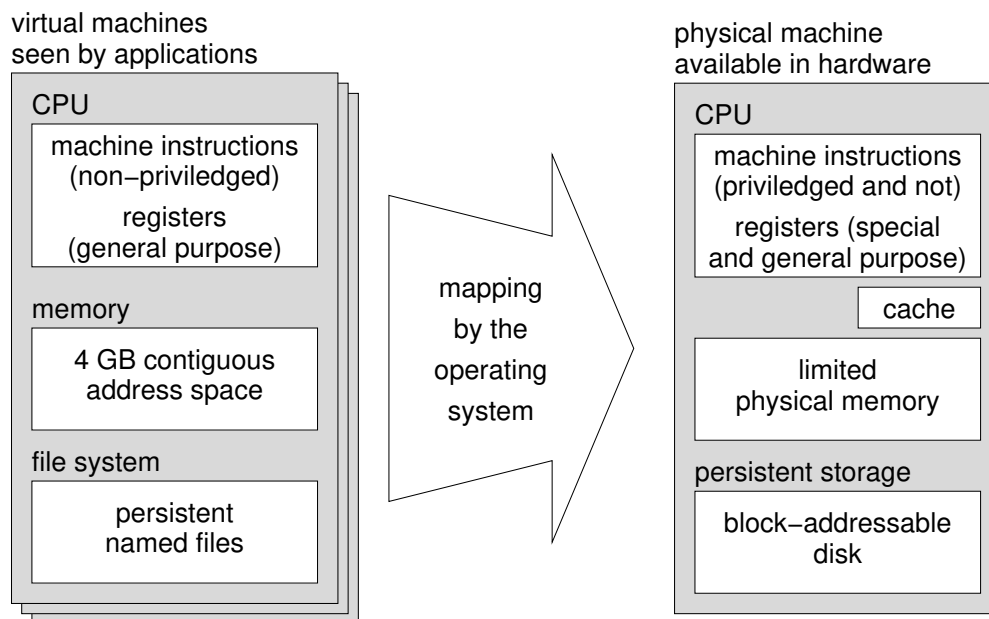 virtual machines
seen by applications
CPU
machine instructions
(non−priviledged)
registers
(general purpose)
memory
4 GB contiguous
address space
file system
persistent
named files
mapping
by the
operating
system
physical machine
available in hardware
CPU
machine instructions
(priviledged and not)
registers (special
and general purpose)
cache
limited
physical memory
persistent storage
block−addressable
disk